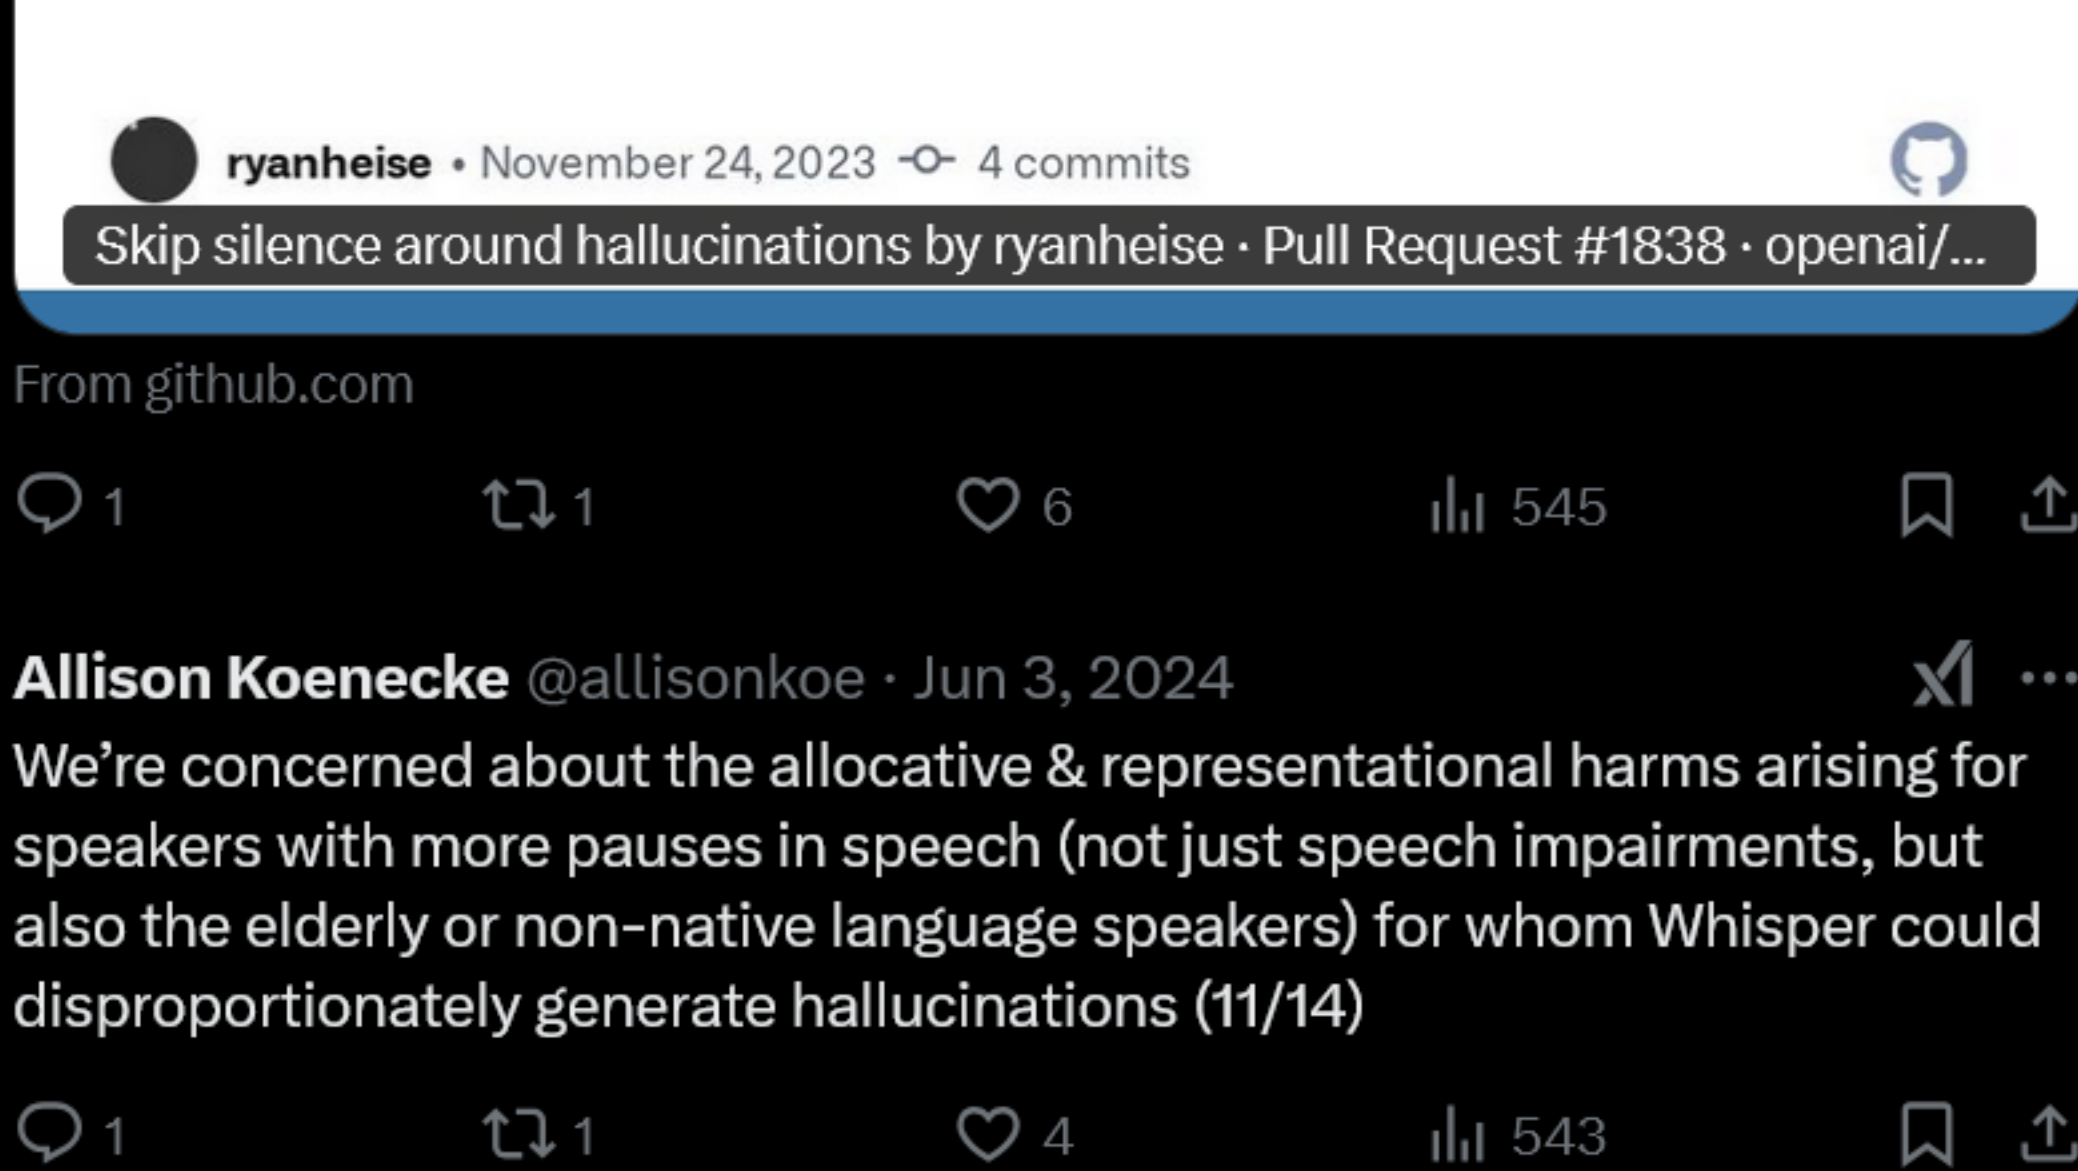 ryanheise • November 24, 2023 4 commits
Skip silence around hallucinations by ryanheise · Pull Request #1838 · openai/...
From github.com
1 1 6 545
Allison Koenecke @allisonkoe · Jun 3, 2024
We’re concerned about the allocative & representational harms arising for
speakers with more pauses in speech (not just speech impairments, but
also the elderly or non-native language speakers) for whom Whisper could
disproportionately generate hallucinations (11/14)
1 1 4 543